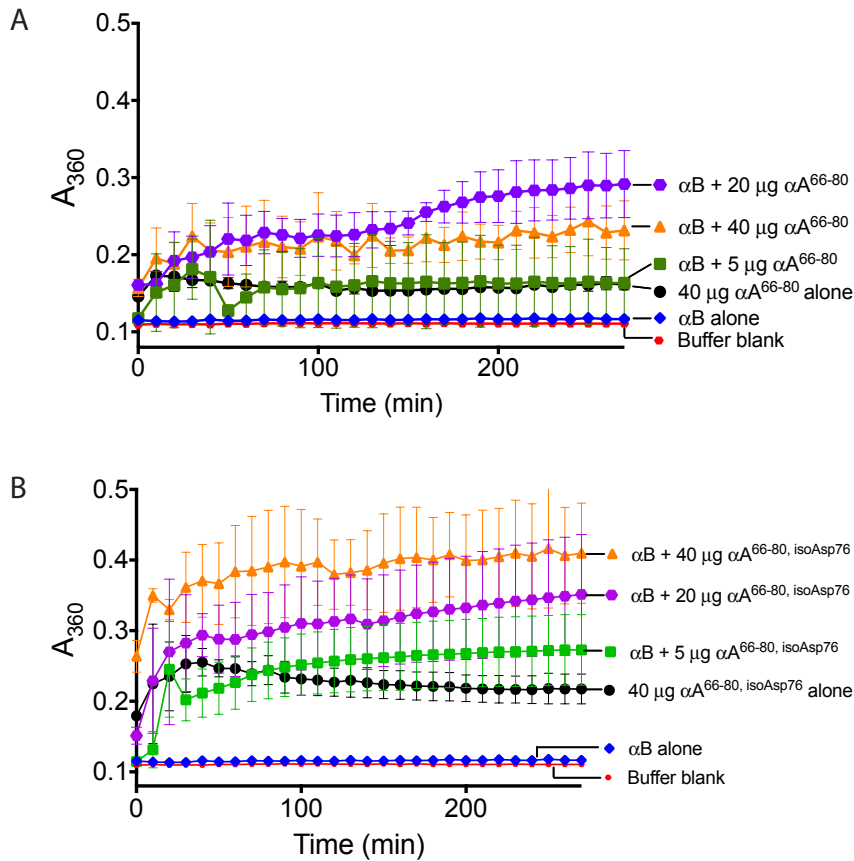 A
0.5
0.4
0.3
0.2
0.1
A₃₆₀
0
100
200
Time (min)
αB + 20 μg αA⁶⁶⁻⁸⁰
αB + 40 μg αA⁶⁶⁻⁸⁰
αB + 5 μg αA⁶⁶⁻⁸⁰
40 μg αA⁶⁶⁻⁸⁰ alone
αB alone
Buffer blank
B
0.5
0.4
0.3
0.2
0.1
A₃₆₀
0
100
200
Time (min)
αB + 40 μg αA⁶⁶⁻⁸⁰, ᶦˢᵒᴬˢᵖ⁷⁶
αB + 20 μg αA⁶⁶⁻⁸⁰, ᶦˢᵒᴬˢᵖ⁷⁶
αB + 5 μg αA⁶⁶⁻⁸⁰, ᶦˢᵒᴬˢᵖ⁷⁶
40 μg αA⁶⁶⁻⁸⁰, ᶦˢᵒᴬˢᵖ⁷⁶ alone
αB alone
Buffer blank